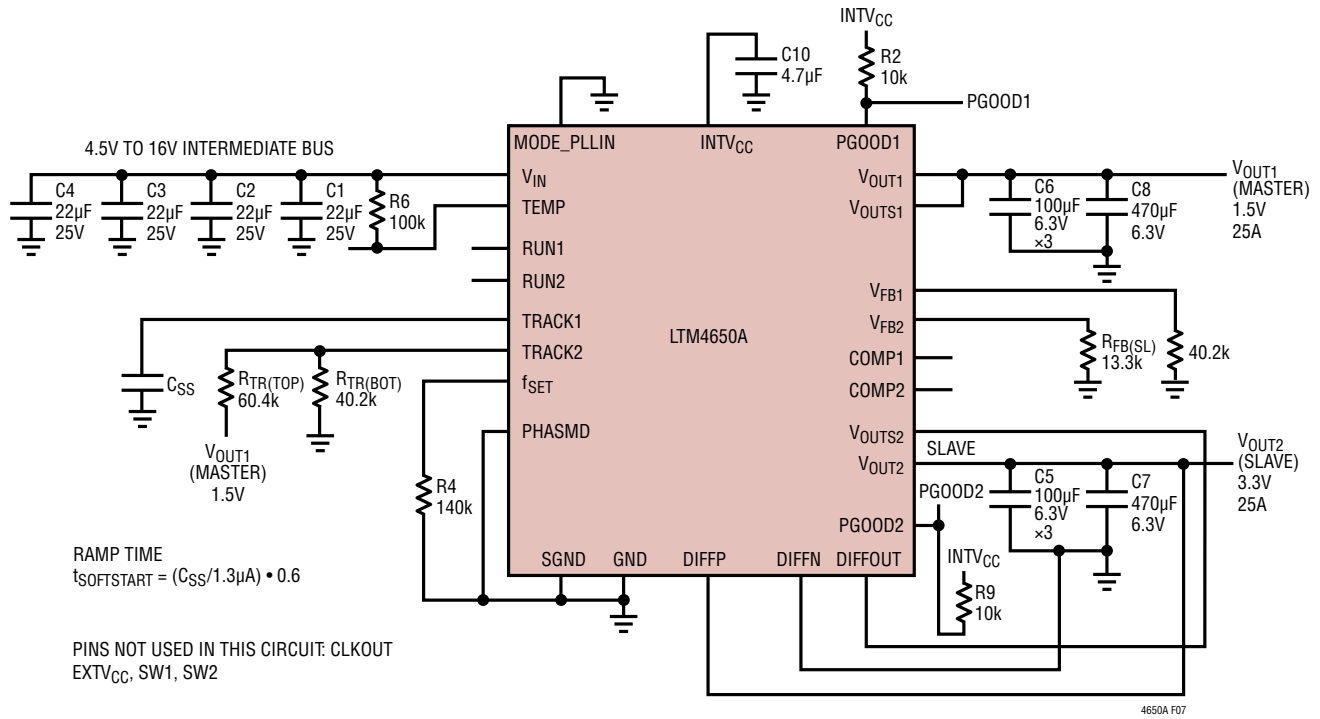 INTVCC
R2
10k
PGOOD1
C10
4.7µF
MODE_PLLIN
INTVCC
PGOOD1
4.5V TO 16V INTERMEDIATE BUS
C4
22µF
25V
C3
22µF
25V
C2
22µF
25V
C1
22µF
25V
R6
100k
VIN
TEMP
RUN1
RUN2
TRACK1
TRACK2
fSET
PHASMD
LTM4650A
VOUT1
VOUTS1
VFB1
VFB2
COMP1
COMP2
VOUTS2
VOUT2
PGOOD2
SGND
GND
DIFFP
DIFFN
DIFFOUT
C6
100µF
6.3V
×3
C8
470µF
6.3V
VOUT1
(MASTER)
1.5V
25A
RFB(SL)
13.3k
40.2k
CSS
RTR(TOP)
60.4k
RTR(BOT)
40.2k
VOUT1
(MASTER)
1.5V
R4
140k
SLAVE
PGOOD2
C5
100µF
6.3V
×3
C7
470µF
6.3V
VOUT2
(SLAVE)
3.3V
25A
INTVCC
R9
10k
RAMP TIME
tSOFTSTART = (CSS/1.3µA) • 0.6
PINS NOT USED IN THIS CIRCUIT: CLKOUT
EXTVCC, SW1, SW2
4650A F07